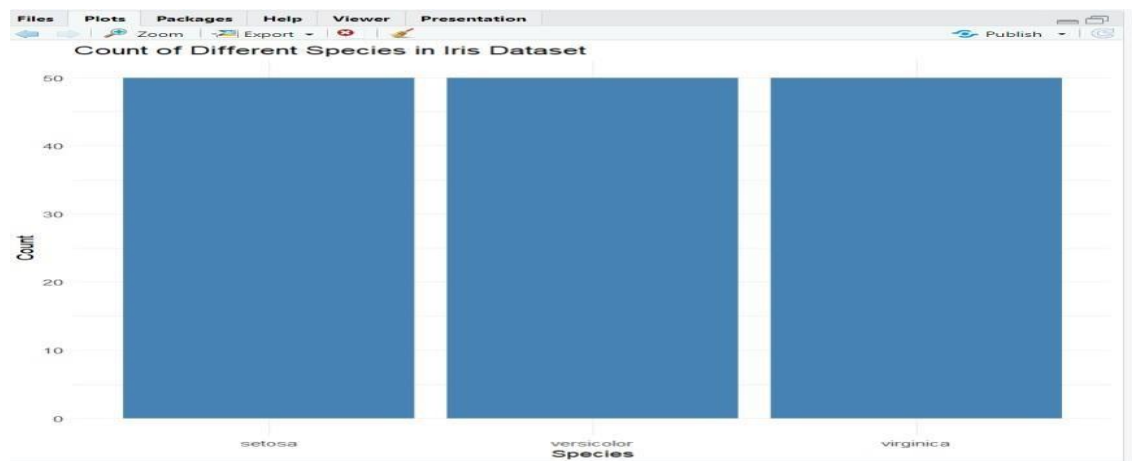 Files Plots Packages Help Viewer Presentation
Zoom Export Publish
Count of Different Species in Iris Dataset
50
40
30
20
10
0
Count
setosa versicolor virginica
Species